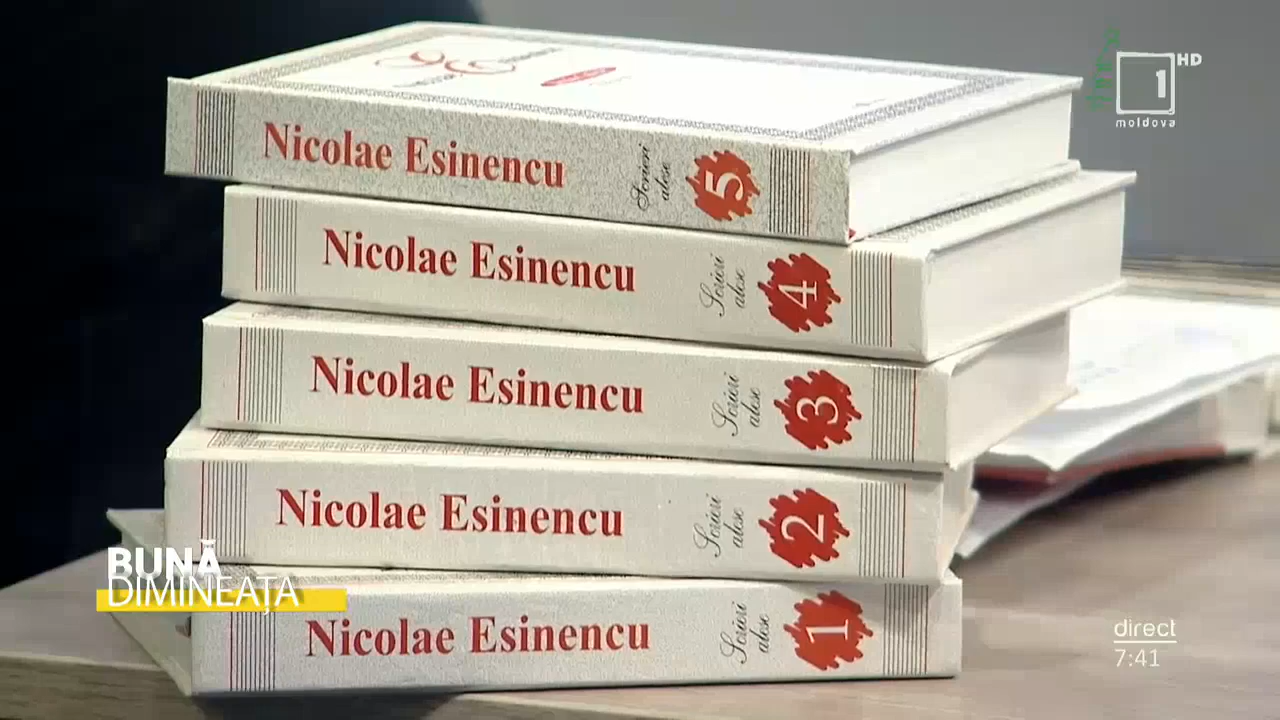 1 HD
moldova
Nicolae Esinencu Scrieri alese 5
Nicolae Esinencu Scrieri alese 4
Nicolae Esinencu Scrieri alese 3
Nicolae Esinencu Scrieri alese 2
Nicolae Esinencu Scrieri alese 1
BUNĂ
DIMINEAȚA
direct
7:41